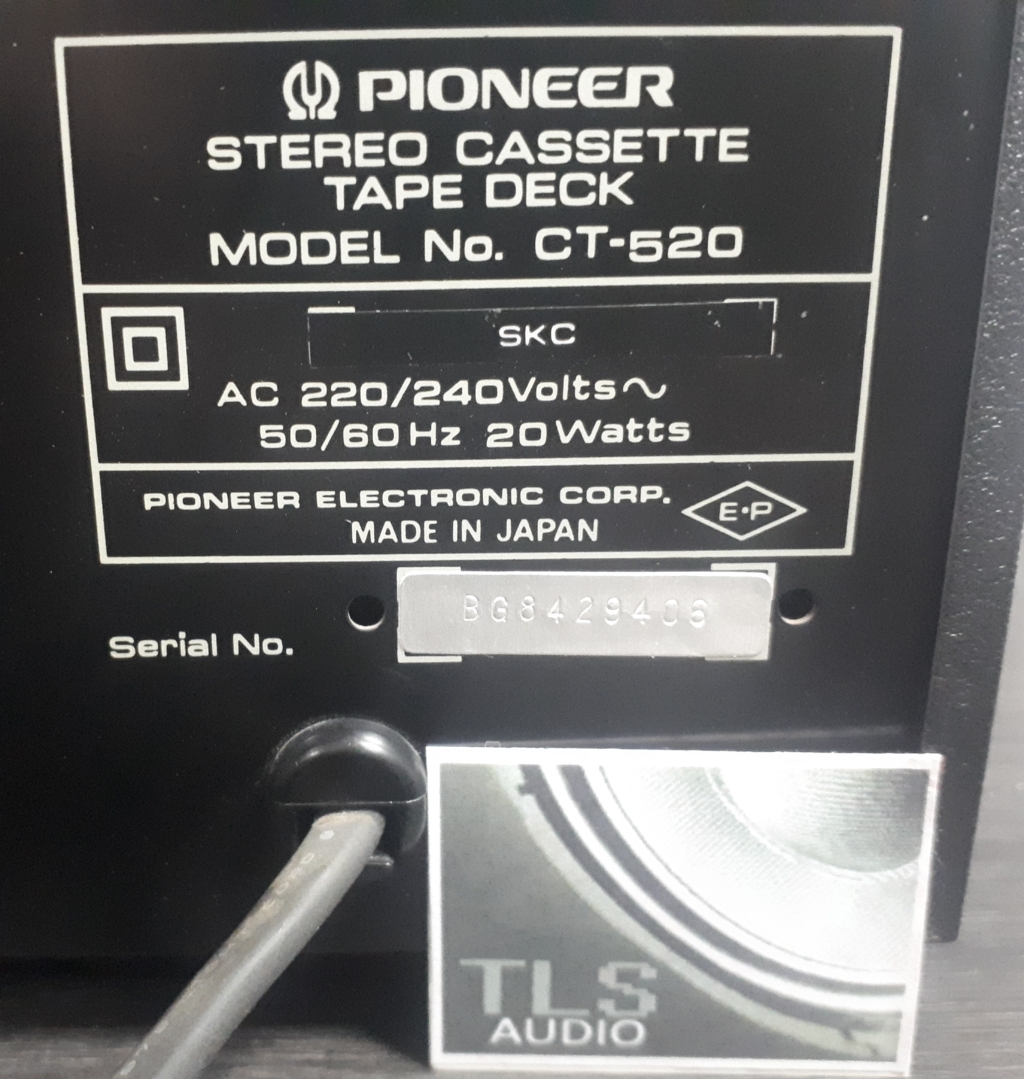 PIONEER
STEREO CASSETTE
TAPE DECK
MODEL No. CT-520
SKC
AC 220/240Volts~
50/60Hz 20Watts
PIONEER ELECTRONIC CORP.
E·P
MADE IN JAPAN
Serial No.
TLS
AUDIO